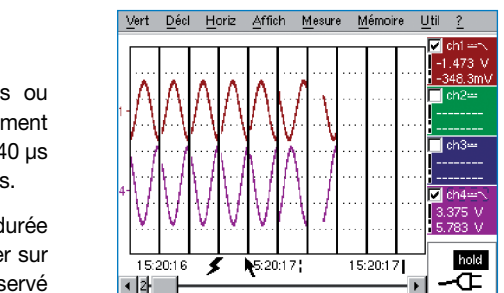 s ou
ment
40 µs
s.
durée
er sur
servé
Vert Décl Horiz Affich Mesure Mémoire Util ?
ch1
-1.473 V
-348.3mV
ch2
--------
--------
ch3
--------
--------
ch4
3.375 V
5.783 V
1-
4-
15:20:16 5:20:17 15:20:17
hold
2